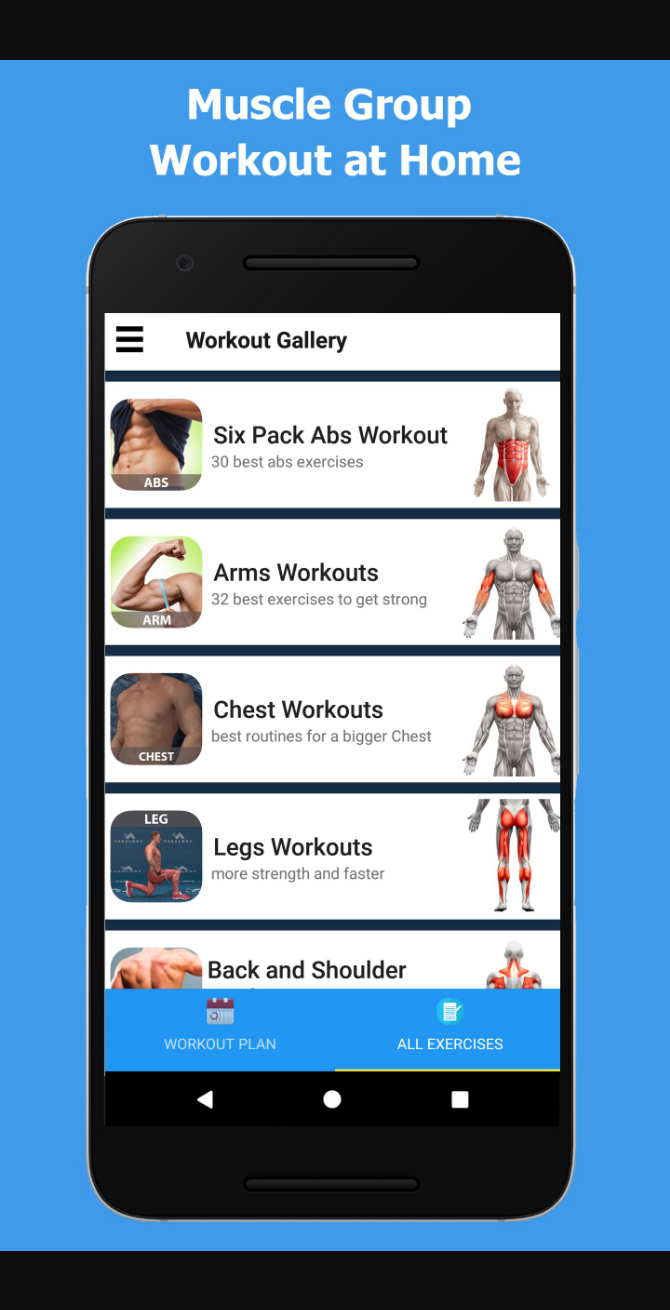 Muscle Group
Workout at Home
Workout Gallery
ABS
Six Pack Abs Workout
30 best abs exercises
ARM
Arms Workouts
32 best exercises to get strong
CHEST
Chest Workouts
best routines for a bigger Chest
LEG
Legs Workouts
more strength and faster
Back and Shoulder
WORKOUT PLAN
ALL EXERCISES